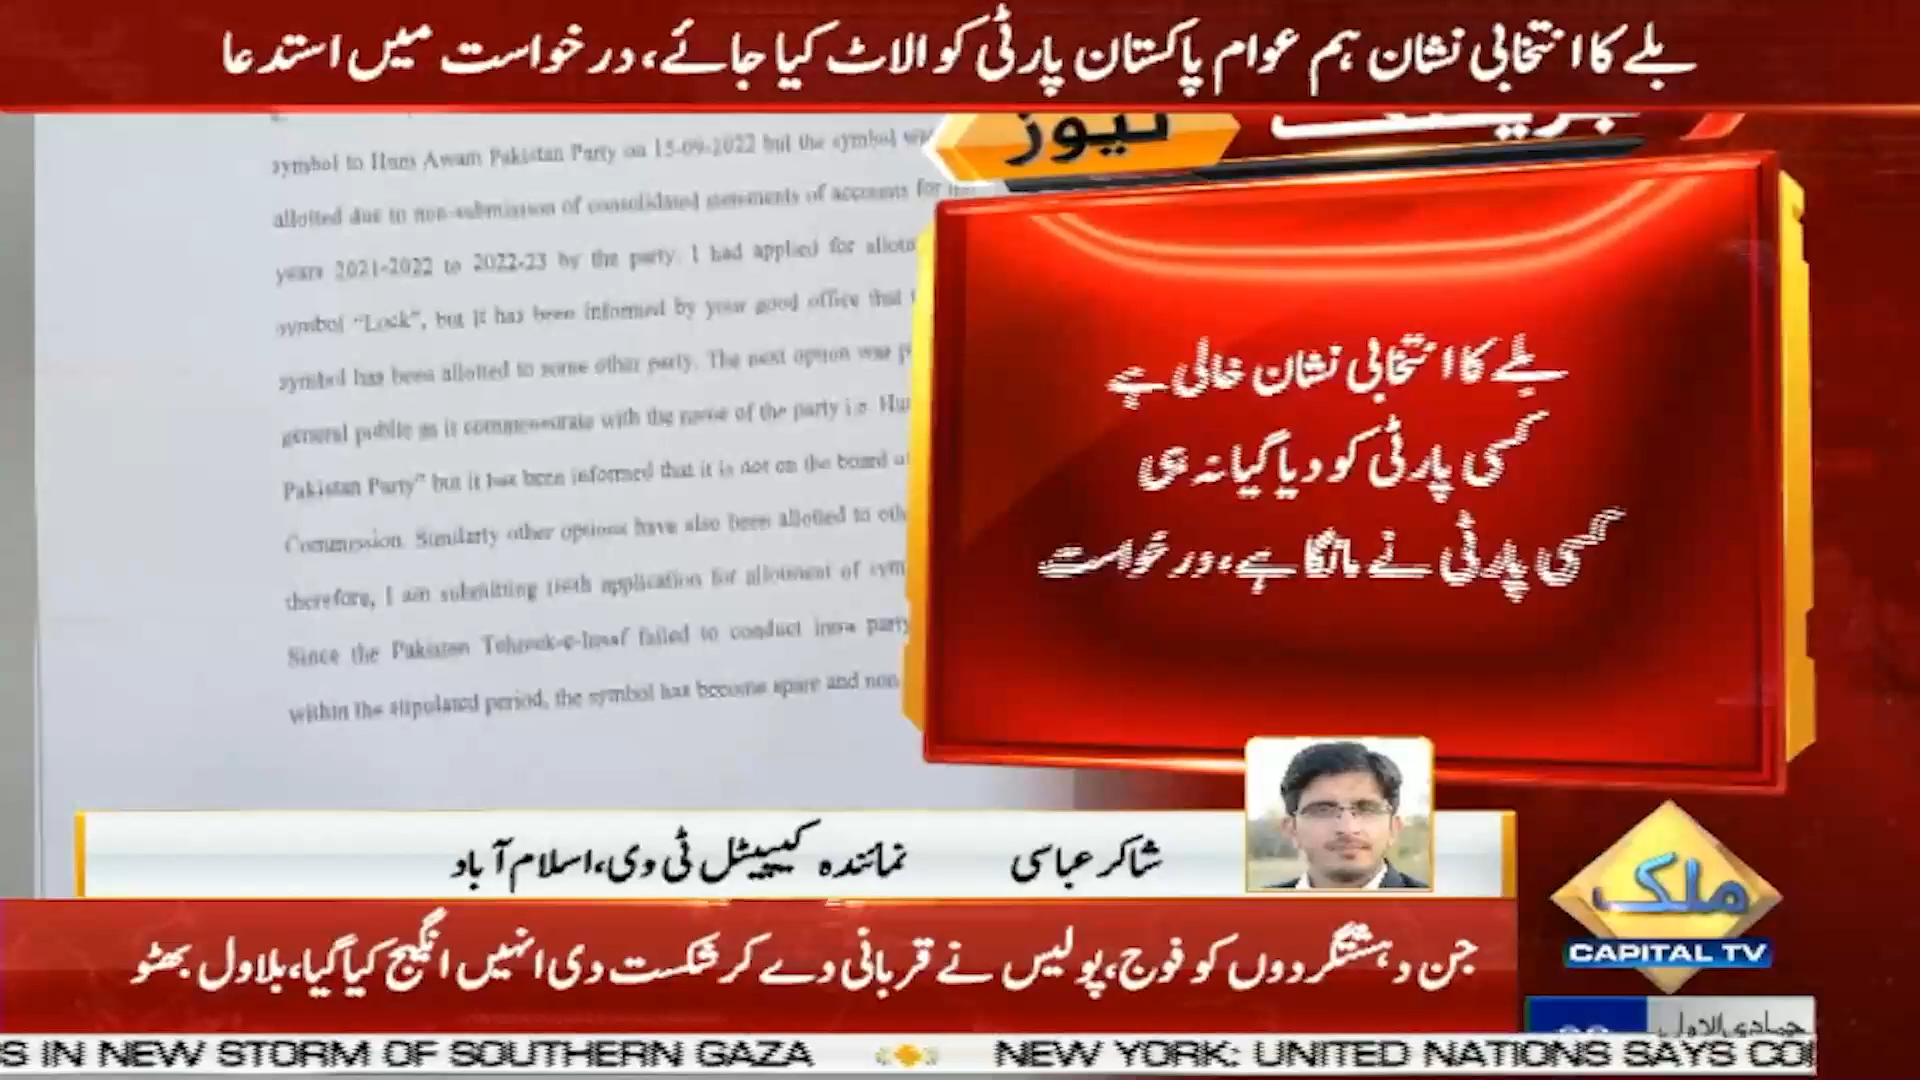 بلے کا انتخابی نشان ہم عوام پاکستان پارٹی کو الاٹ کیا جائے، درخواست میں استدعا
نیوز
symbol to Hum Awam Pakistan Party on 15-09-2022 but the symbol
allotted due to non-submission of consolidated statements of accounts for
years 2021-2022 to 2022-23 by the party. I had applied for
symbol "Lock", but it has been informed by your good office that
symbol has been allotted to some other party. The next option was
general public as it commensurate with the name of the party i.e.
Pakistan Party" but it has been informed that it is not on the board
Commission. Similarly other options have also been allotted to
therefore, I am submitting application for allotment of
Since the Pakistan Tehreek-e-Insaf failed to conduct intra party
within the stipulated period, the symbol has become spare and non
بلے کا انتخابی نشان خالی ہے
کسی پارٹی کو دیا گیا نہ ہی
کسی پارٹی نے مانگا ہے، درخواست
شاکر عباسی
نمائندہ کیپیٹل ٹی وی، اسلام آباد
جن دہشتگردوں کو فوج، پولیس نے قربانی دے کر شکست دی انہیں انگیج کیا گیا، بلاول بھٹو
ملک
CAPITAL TV
جمادی الاول
IN NEW STORM OF SOUTHERN GAZA
NEW YORK: UNITED NATIONS SAYS